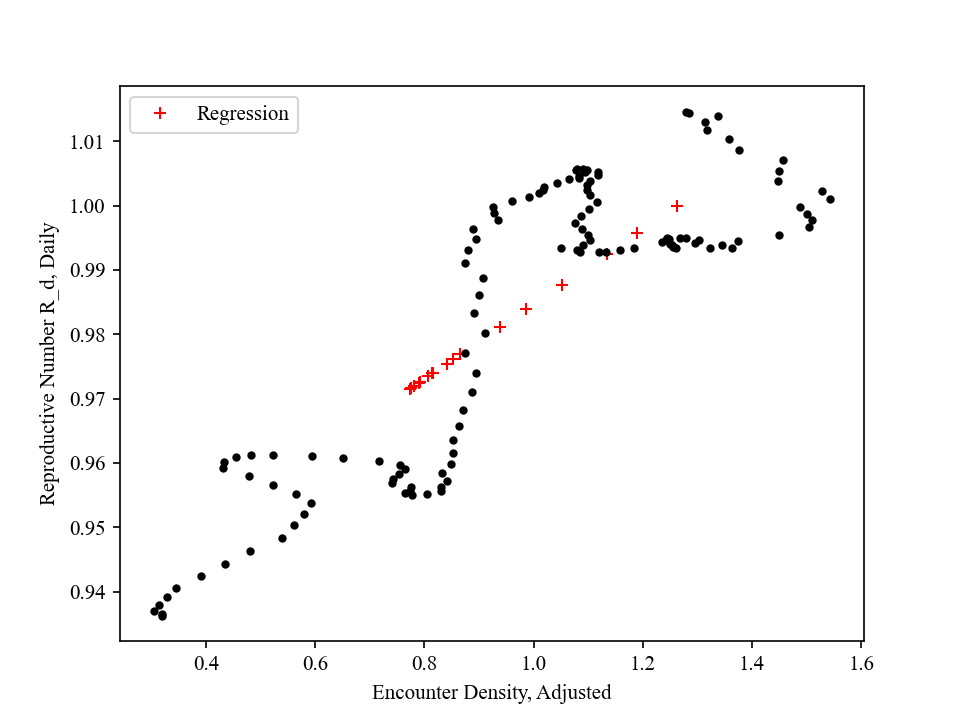 Regression
1.01
1.00
0.99
0.98
0.97
0.96
0.95
0.94
Reproductive Number R_d, Daily
0.4 0.6 0.8 1.0 1.2 1.4 1.6
Encounter Density, Adjusted